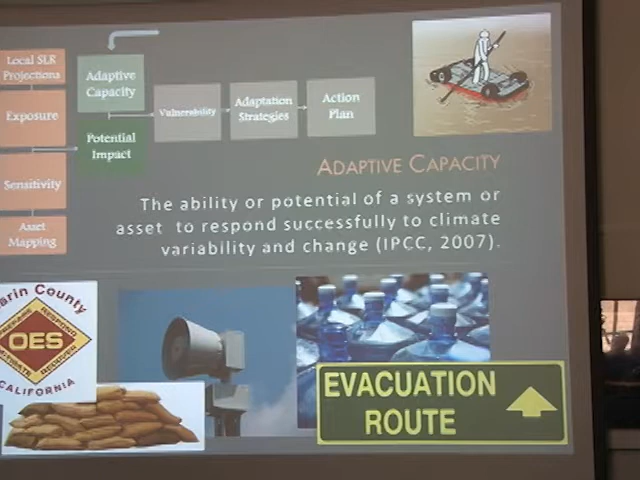 Local SLR
Projections
Exposure
Sensitivity
Asset
Mapping
Adaptive
Capacity
Potential
Impact
Vulnerability
Adaptation
Strategies
Action
Plan
ADAPTIVE CAPACITY
The ability or potential of a system or
asset to respond successfully to climate
variability and change (IPCC, 2007).
arin County
OES
CALIFORNIA
EVACUATION
ROUTE